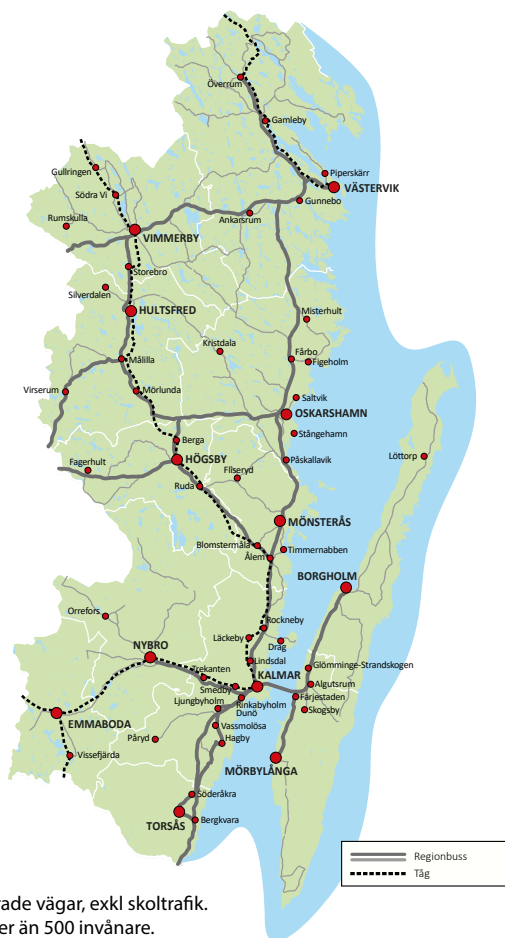 Överrum
Gamleby
Piperskärr
VÄSTERVIK
Gullringen
Södra Vi
Gunnebo
Rumskulla
Ankarsrum
VIMMERBY
Storebro
Silverdalen
HULTSFRED
Misterhult
Kristdala
Fårbo
Figeholm
Målilla
Virserum
Mörlunda
Saltvik
OSKARSHAMN
Stångehamn
Berga
Löttorp
HÖGSBY
Påskallavik
Fagerhult
Fliseryd
Ruda
MÖNSTERÅS
Blomstermåla
Timmernabben
Ålem
BORGHOLM
Orrefors
Rockneby
Läckeby
Drag
NYBRO
Lindsdal
Glömminge-Strandskogen
Trekanten
KALMAR
Algutsrum
Smedby
Färjestaden
Ljungbyholm
Rinkabyholm
Dunö
Skogsby
EMMABODA
Vassmolösa
Påryd
Hagby
Vissefjärda
MÖRBYLÅNGA
Söderåkra
TORSÅS
Bergkvara
Regionbuss
Tåg
rade vägar, exkl skoltrafik.
er än 500 invånare.